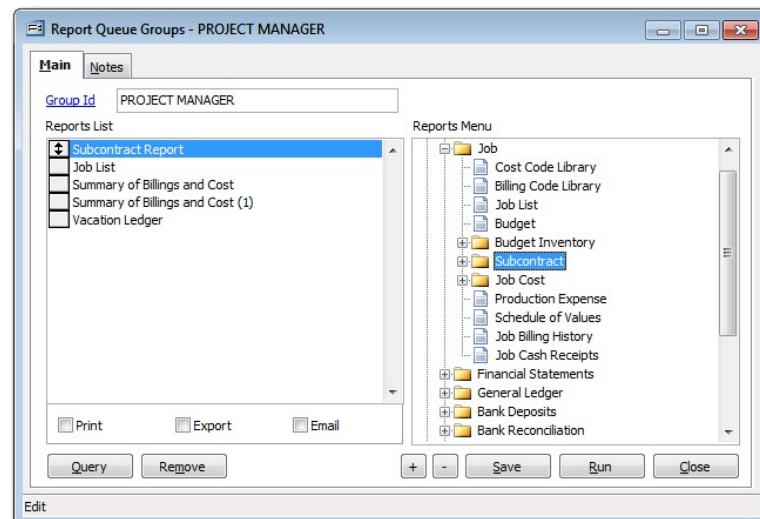 Report Queue Groups - PROJECT MANAGER
Main Notes
Group Id PROJECT MANAGER
Reports List
Subcontract Report
Job List
Summary of Billings and Cost
Summary of Billings and Cost (1)
Vacation Ledger
Print Export Email
Reports Menu
Job
Cost Code Library
Billing Code Library
Job List
Budget
Budget Inventory
Subcontract
Job Cost
Production Expense
Schedule of Values
Job Billing History
Job Cash Receipts
Financial Statements
General Ledger
Bank Deposits
Bank Reconciliation
Query Remove + - Save Run Close
Edit